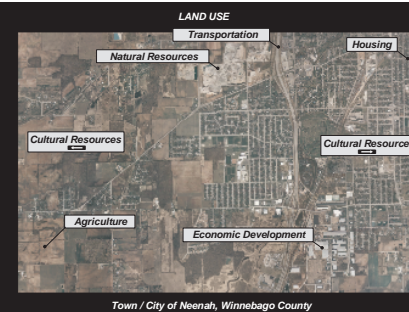 LAND USE
Transportation
Housing
Natural Resources
Cultural Resources
Cultural Resource
Agriculture
Economic Development
Town / City of Neenah, Winnebago County